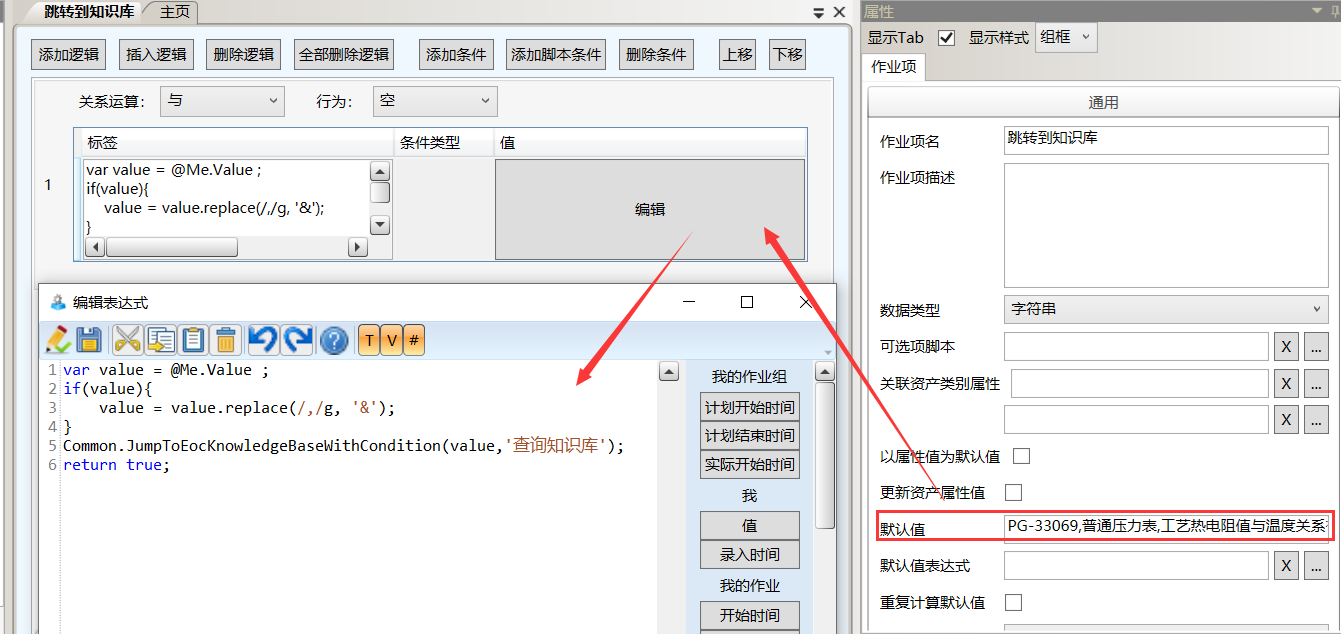 跳转到知识库 主页
添加逻辑 插入逻辑 删除逻辑 全部删除逻辑 添加条件 添加脚本条件 删除条件 上移 下移
关系运算： 与 行为： 空
标签 条件类型 值
1
var value = @Me.Value ;
if(value){
value = value.replace(/,/g, '&');
}
编辑
编辑表达式
T V #
1 var value = @Me.Value ;
2 if(value){
3 value = value.replace(/,/g, '&');
4 }
5 Common.JumpToEocKnowledgeBaseWithCondition(value,'查询知识库');
6 return true;
我的作业组
计划开始时间
计划结束时间
实际开始时间
我
值
录入时间
我的作业
开始时间
属性
显示Tab 显示样式 组框
作业项
通用
作业项名 跳转到知识库
作业项描述
数据类型 字符串
可选项脚本 X ...
关联资产类别属性 X ...
X ...
以属性值为默认值
更新资产属性值
默认值 PG-33069,普通压力表,工艺热电阻值与温度关系
默认值表达式 X ...
重复计算默认值